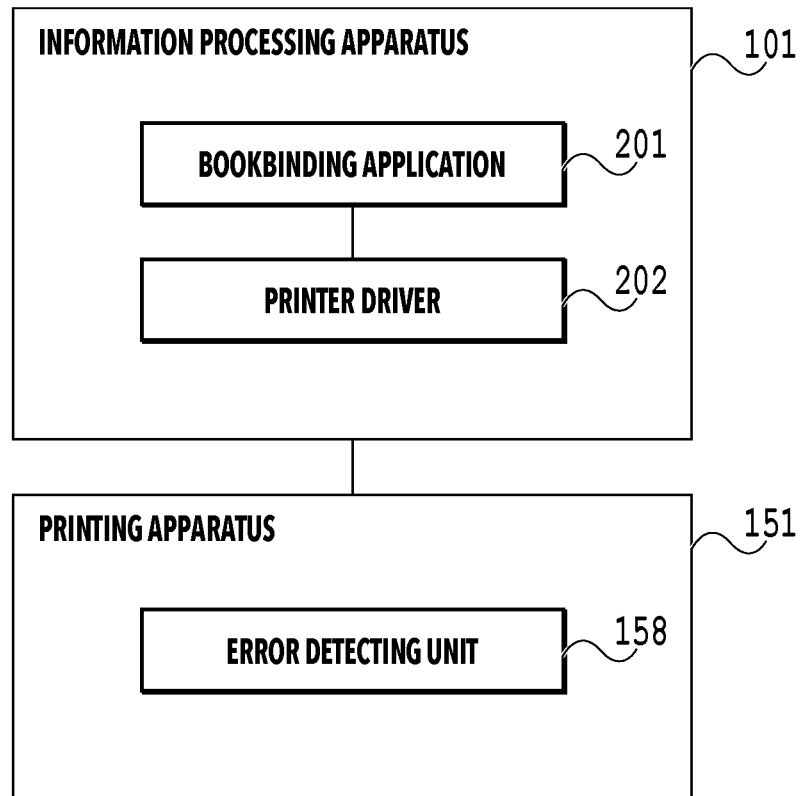 INFORMATION PROCESSING APPARATUS
101
BOOKBINDING APPLICATION
201
PRINTER DRIVER
202
PRINTING APPARATUS
151
ERROR DETECTING UNIT
158